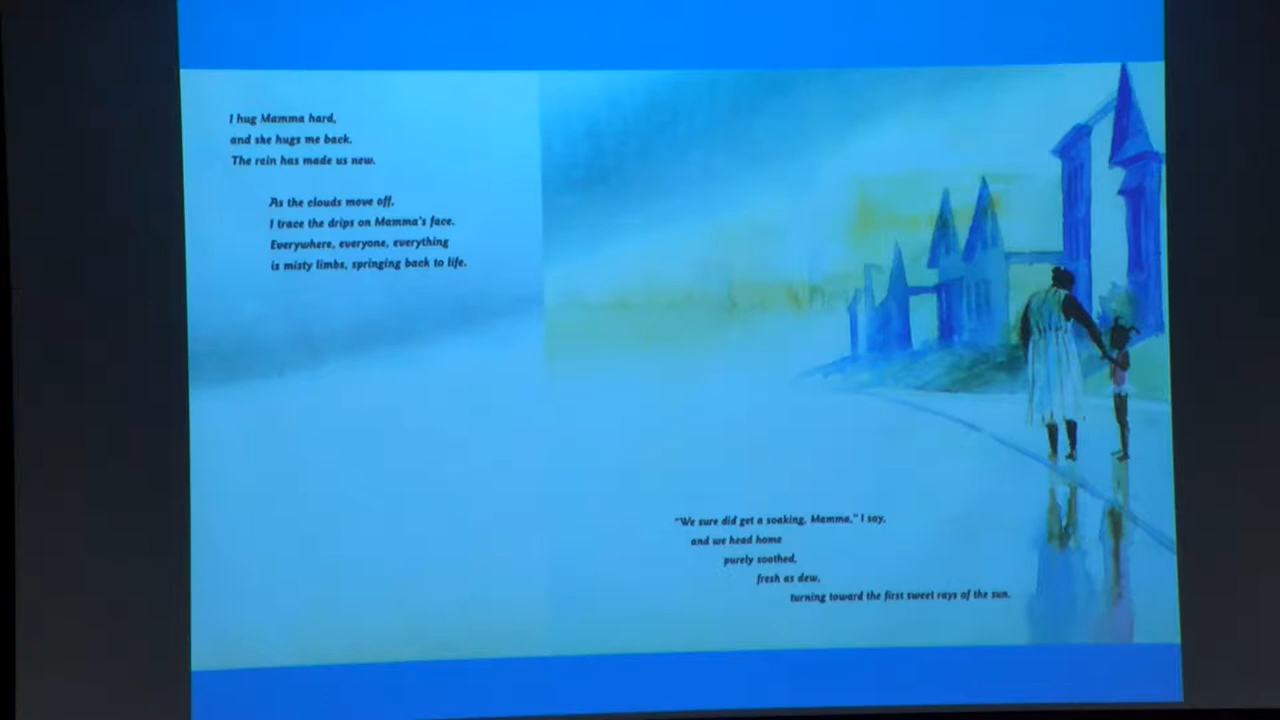 I hug Mamma hard,
and she hugs me back.
The rain has made us new.
As the clouds move off,
I trace the drips on Mamma's face.
Everywhere, everyone, everything
is misty limbs, springing back to life.
"We sure did get a soaking, Mamma," I say,
and we head home
purely soothed,
fresh as dew,
turning toward the first sweet rays of the sun.